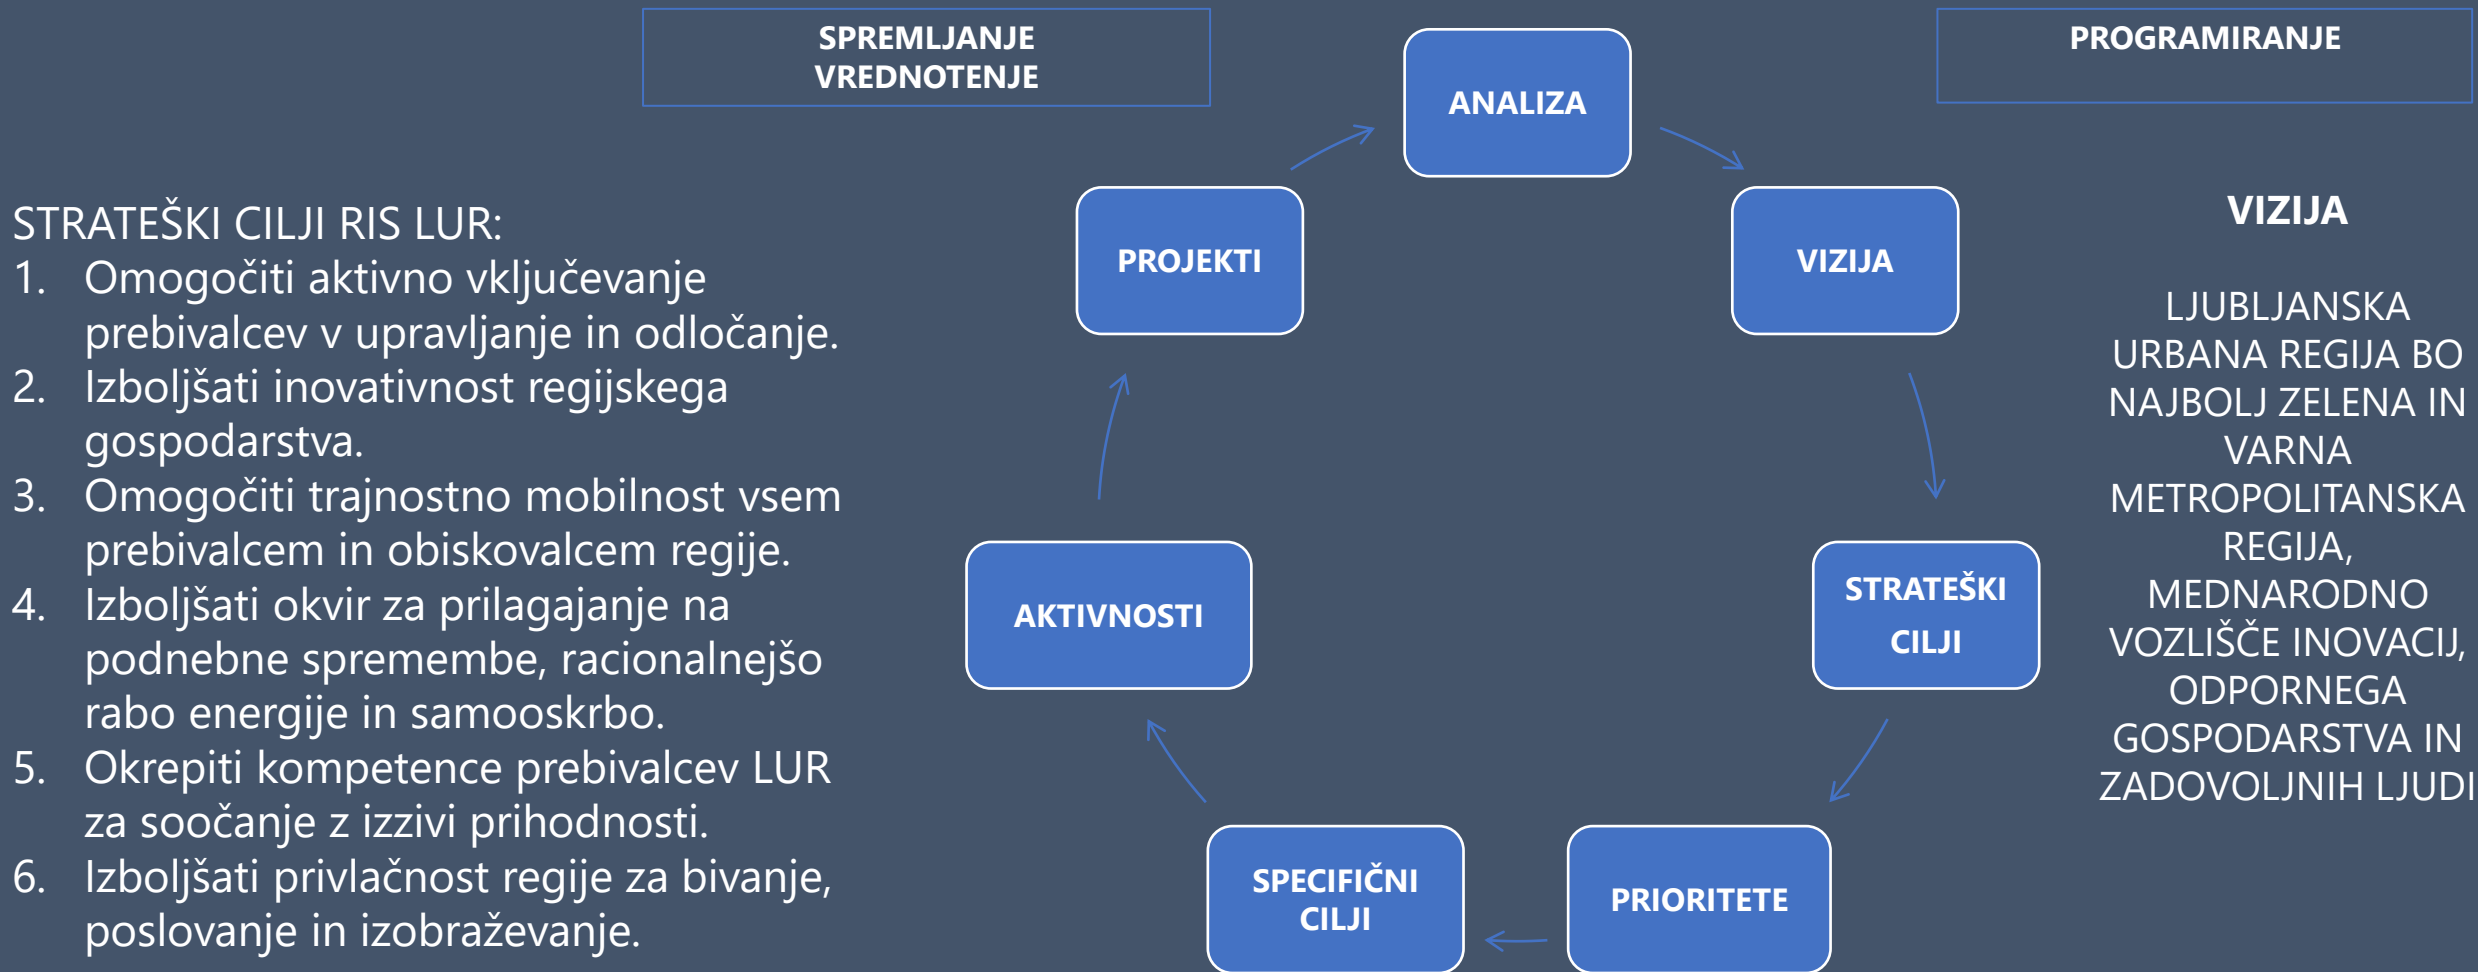 SPREMLJANJE
VREDNOTENJE
PROGRAMIRANJE
STRATEŠKI CILJI RIS LUR:
1. Omogočiti aktivno vključevanje
prebivalcev v upravljanje in odločanje.
2. Izboljšati inovativnost regijskega
gospodarstva.
3. Omogočiti trajnostno mobilnost vsem
prebivalcem in obiskovalcem regije.
4. Izboljšati okvir za prilagajanje na
podnebne spremembe, racionalnejšo
rabo energije in samooskrbo.
5. Okrepiti kompetence prebivalcev LUR
za soočanje z izzivi prihodnosti.
6. Izboljšati privlačnost regije za bivanje,
poslovanje in izobraževanje.
ANALIZA
VIZIJA
STRATEŠKI
CILJI
PRIORITETE
SPECIFIČNI
CILJI
AKTIVNOSTI
PROJEKTI
VIZIJA
LJUBLJANSKA
URBANA REGIJA BO
NAJBOLJ ZELENA IN
VARNA
METROPOLITANSKA
REGIJA,
MEDNARODNO
VOZLIŠČE INOVACIJ,
ODPORNEGA
GOSPODARSTVA IN
ZADOVOLJNIH LJUDI